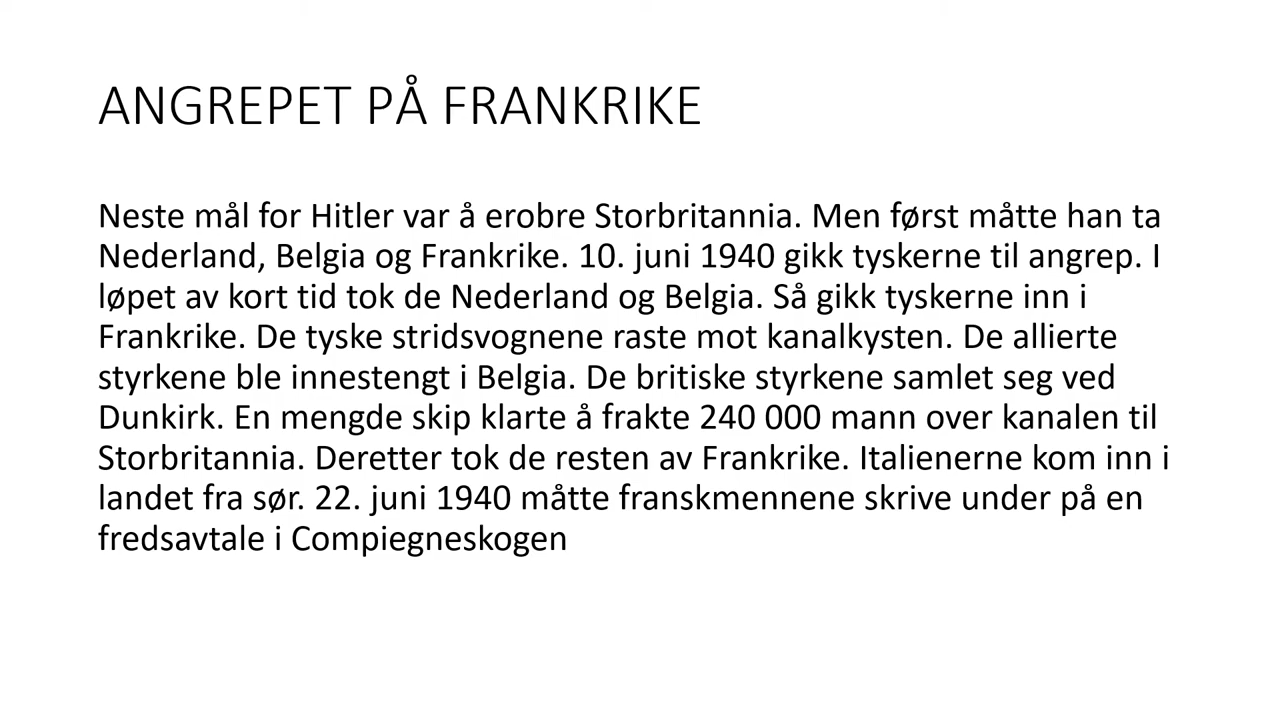 ANGREPET PÅ FRANKRIKE
Neste mål for Hitler var å erobre Storbritannia. Men først måtte han ta
Nederland, Belgia og Frankrike. 10. juni 1940 gikk tyskerne til angrep. I
løpet av kort tid tok de Nederland og Belgia. Så gikk tyskerne inn i
Frankrike. De tyske stridsvognene raste mot kanalkysten. De allierte
styrkene ble innestengt i Belgia. De britiske styrkene samlet seg ved
Dunkirk. En mengde skip klarte å frakte 240 000 mann over kanalen til
Storbritannia. Deretter tok de resten av Frankrike. Italienerne kom inn i
landet fra sør. 22. juni 1940 måtte franskmennene skrive under på en
fredsavtale i Compiegneskogen